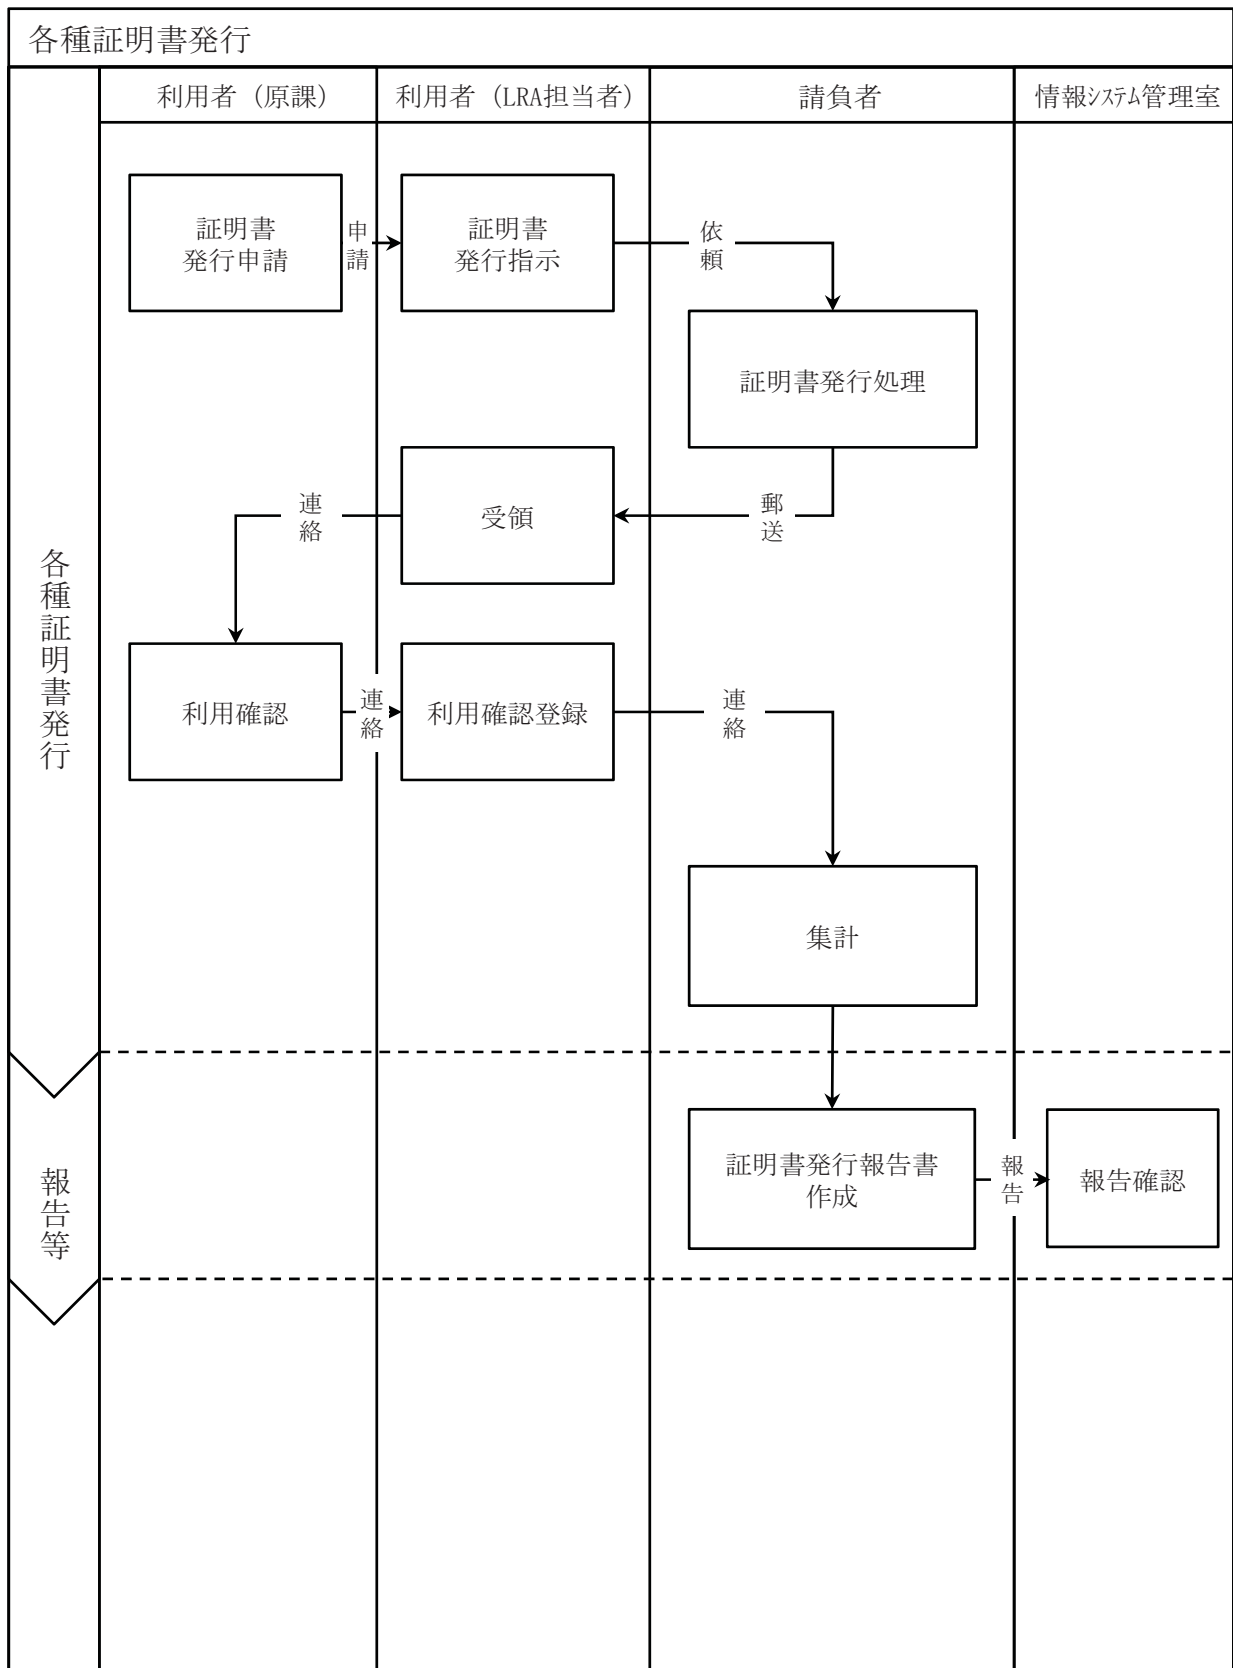 各種証明書発行
利用者（原課）
利用者（LRA担当者）
請負者
情報ｼｽﾃﾑ管理室
証明書
発行申請
申請
証明書
発行指示
依頼
証明書発行処理
郵送
受領
連絡
各種証明書発行
利用確認
連絡
利用確認登録
連絡
集計
報告等
証明書発行報告書
作成
報告
報告確認